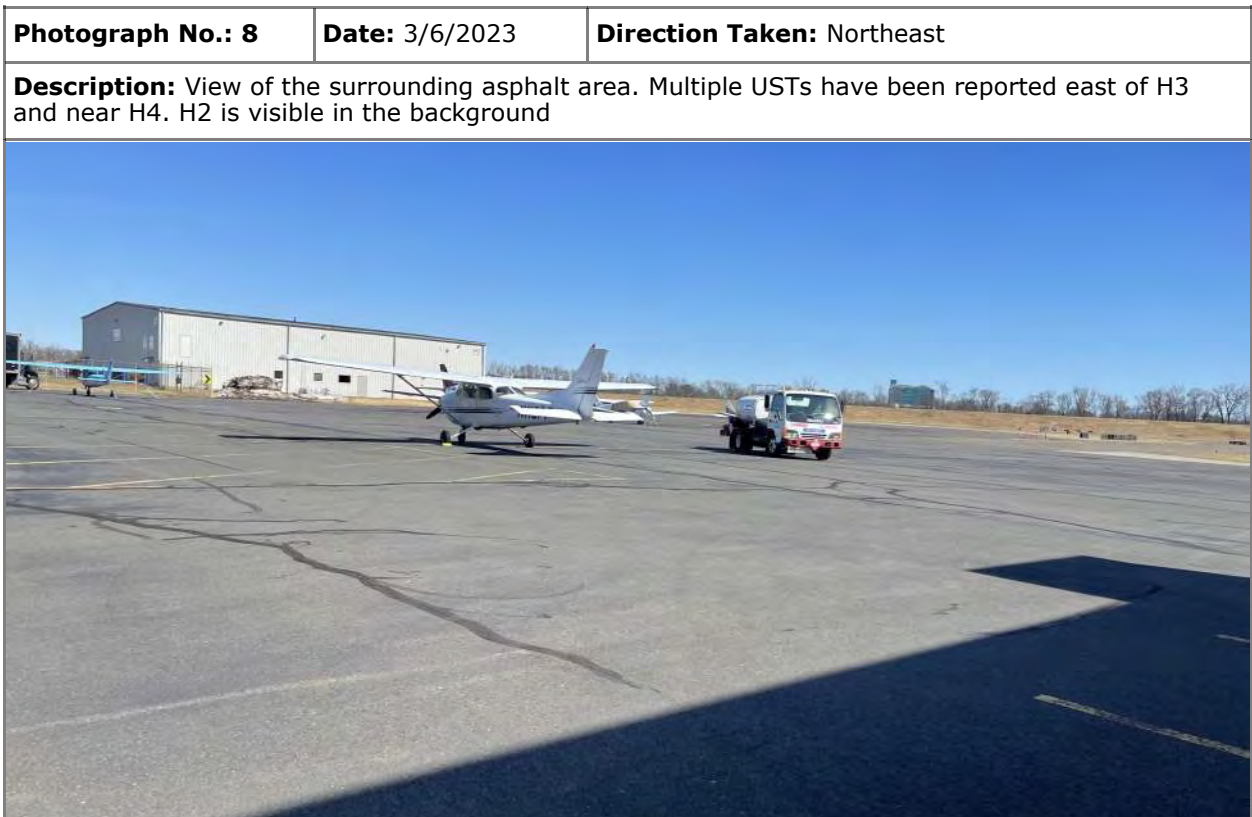 Photograph No.: 8 Date: 3/6/2023 Direction Taken: Northeast
Description: View of the surrounding asphalt area. Multiple USTs have been reported east of H3
and near H4. H2 is visible in the background